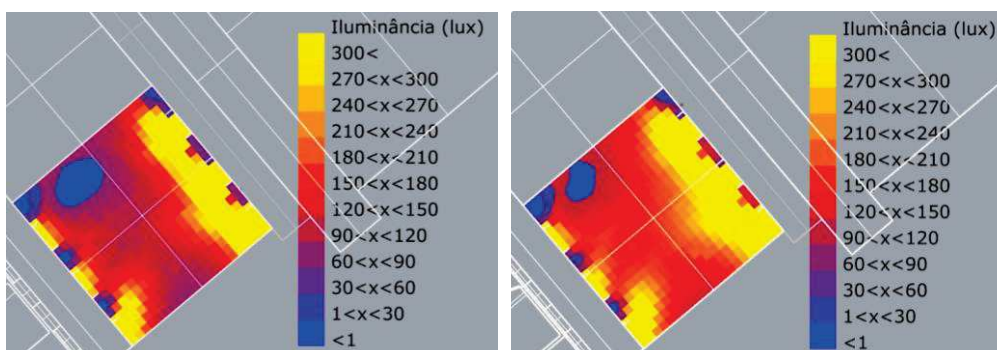 Iluminância (lux)
300<
270<x<300
240<x<270
210<x<240
180<x<210
150<x<180
120<x<150
90<x<120
60<x<90
30<x<60
1<x<30
<1
Iluminância (lux)
300<
270<x<300
240<x<270
210<x<240
180<x<210
150<x<180
120<x<150
90<x<120
60<x<90
30<x<60
1<x<30
<1